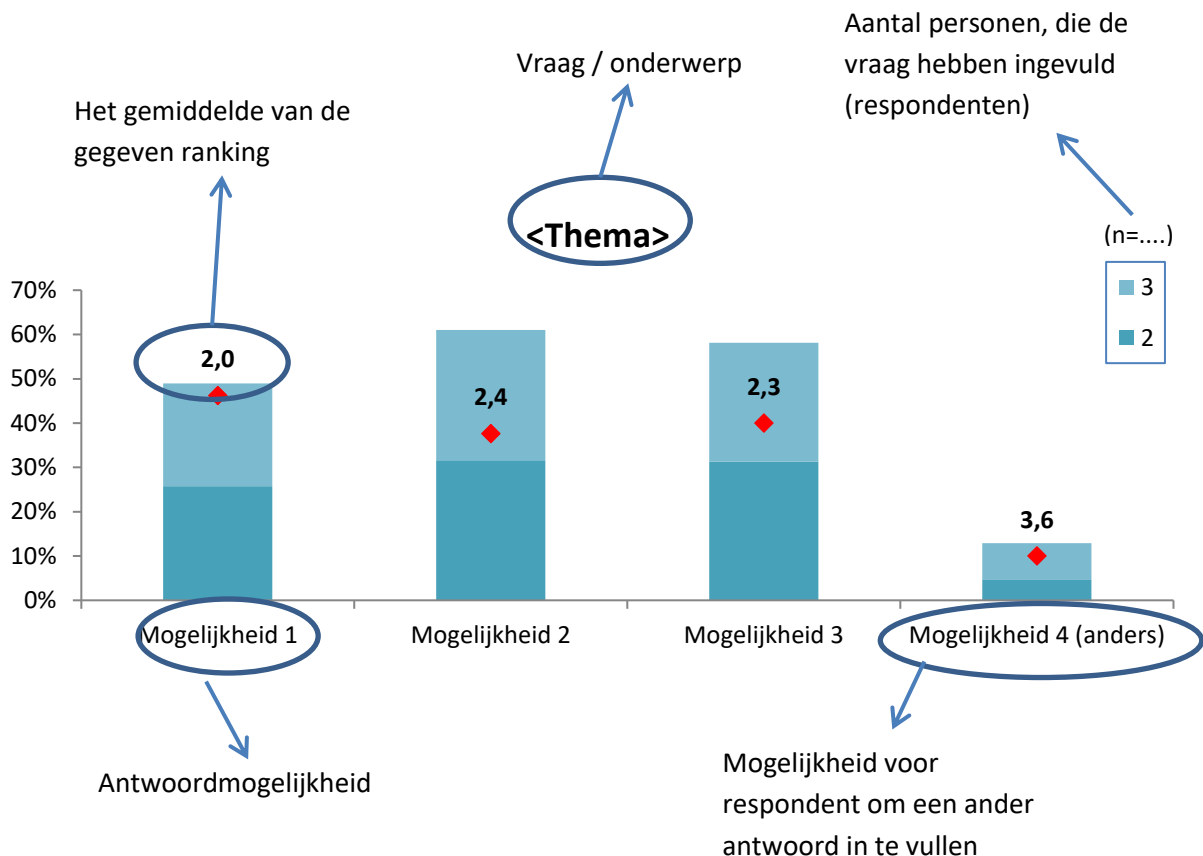 Aantal personen, die de
vraag hebben ingevuld
(respondenten)
Vraag / onderwerp
Het gemiddelde van de
gegeven ranking
<Thema>
(n=....)
3
2
70%
60%
50%
40%
30%
20%
10%
0%
2,0
2,4
2,3
3,6
Mogelijkheid 1
Mogelijkheid 2
Mogelijkheid 3
Mogelijkheid 4 (anders)
Antwoordmogelijkheid
Mogelijkheid voor
respondent om een ander
antwoord in te vullen